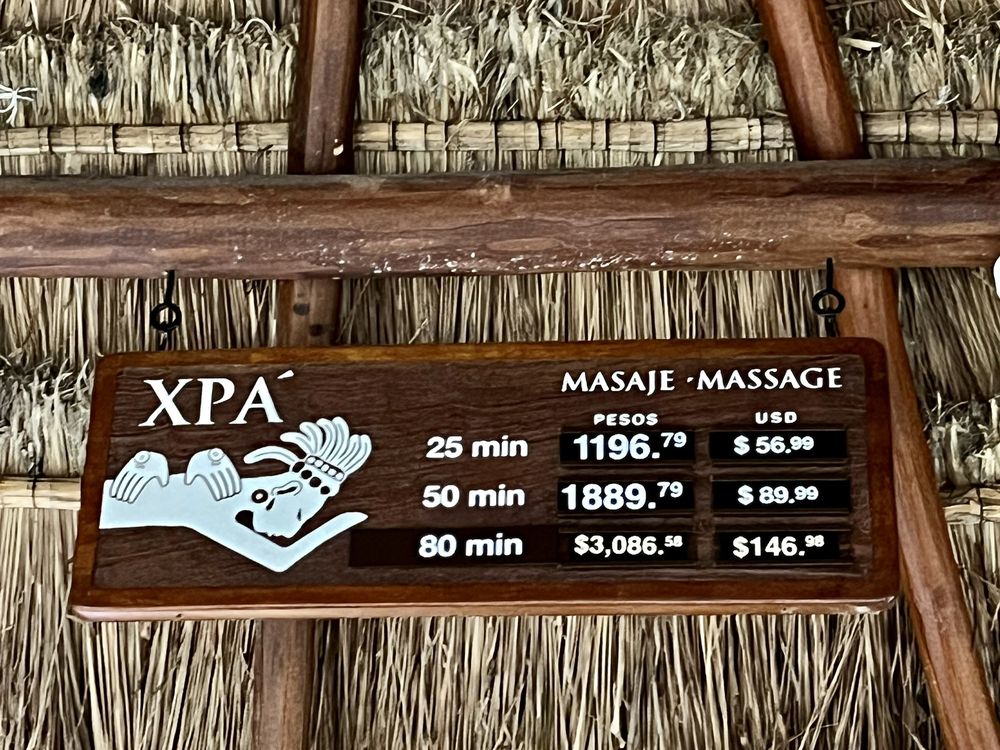 XPÁ
MASAJE · MASSAGE
PESOS USD
25 min 1196.79 $ 56.99
50 min 1889.79 $ 89.99
80 min $3,086.58 $146.98